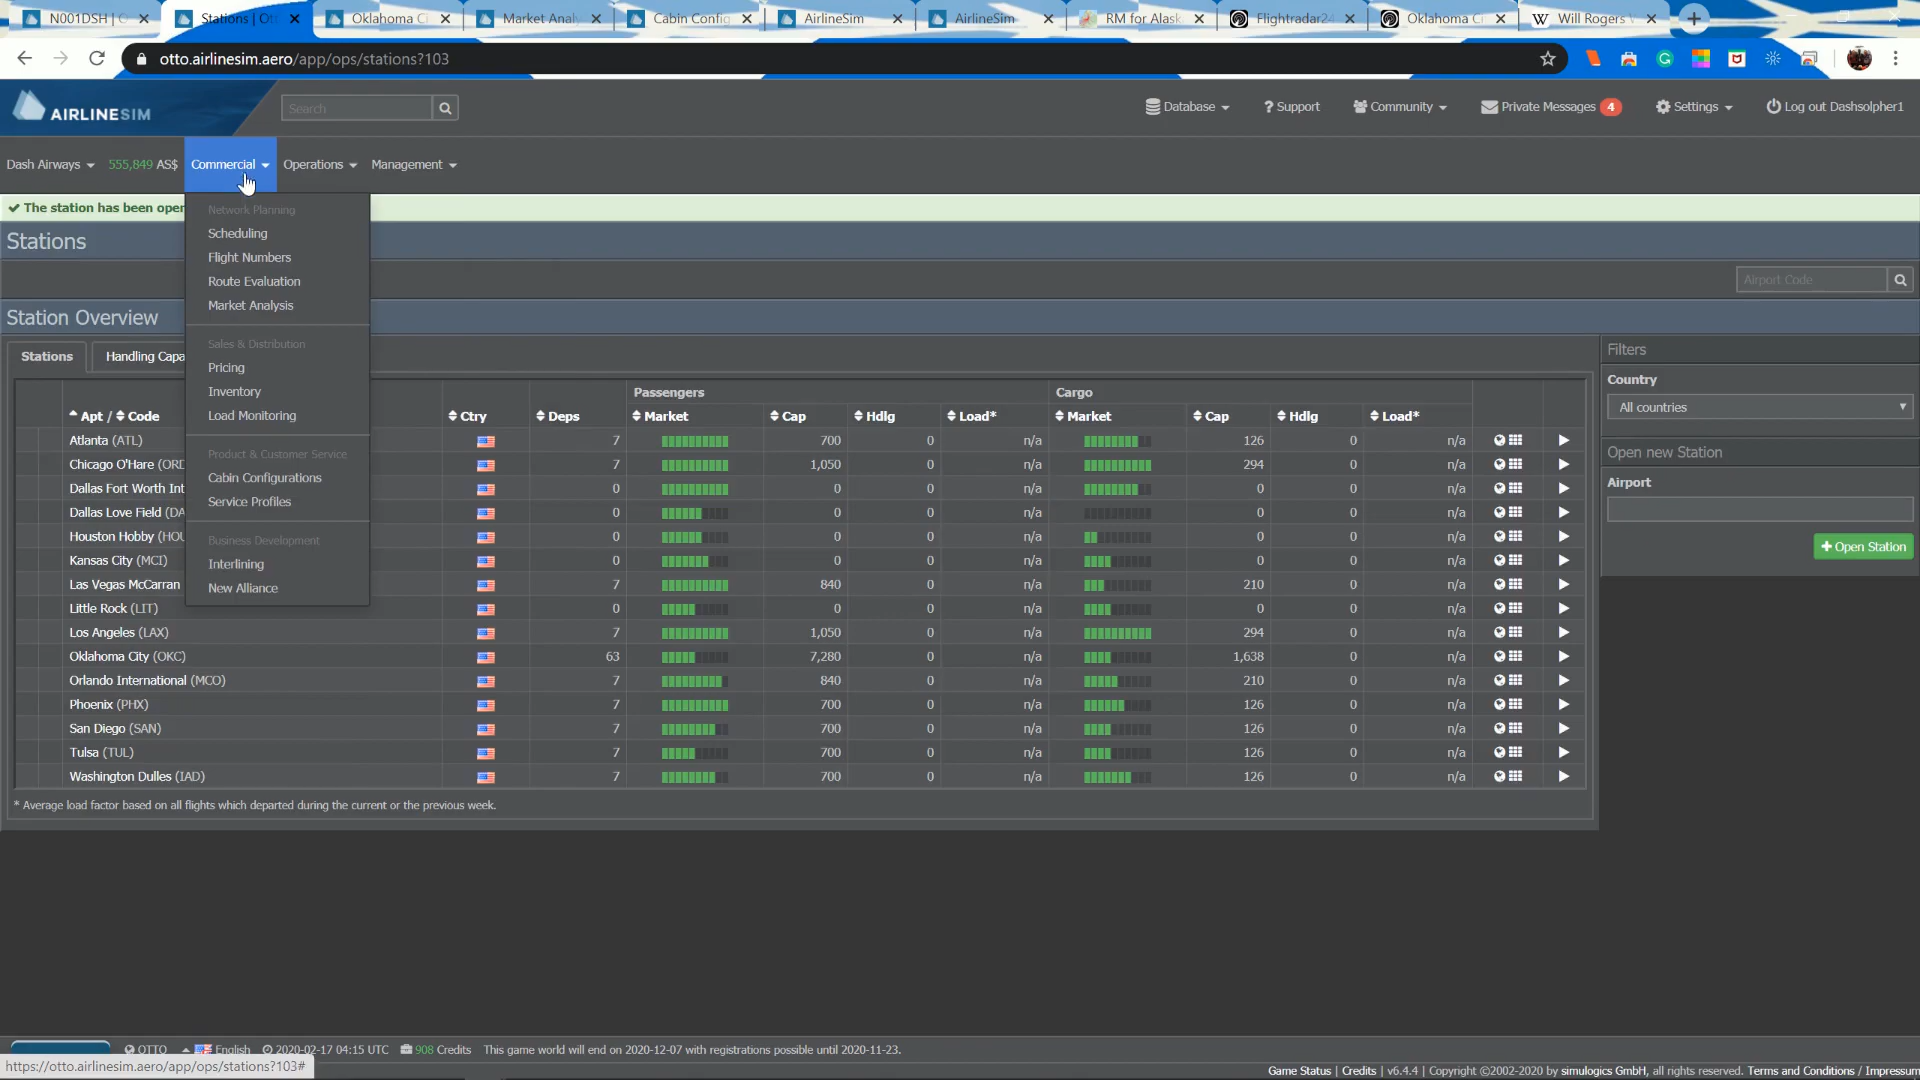 N001DSH | O
Stations | Ot
Oklahoma Ci
Market Analy
Cabin Config
AirlineSim
AirlineSim
RM for Alask
Flightradar24
Oklahoma Ci
Will Rogers
otto.airlinesim.aero/app/ops/stations?103
AIRLINESIM
Search
Database
? Support
Community
Private Messages 4
Settings
Log out Dashsolpher1
Dash Airways
555,849 AS$
Commercial
Operations
Management
The station has been open
Network Planning
Scheduling
Flight Numbers
Route Evaluation
Market Analysis
Sales & Distribution
Pricing
Inventory
Load Monitoring
Product & Customer Service
Cabin Configurations
Service Profiles
Business Development
Interlining
New Alliance
Stations
Airport Code
Station Overview
Stations
Handling Capa
Passengers Cargo
Apt / Code Ctry Deps Market Cap Hdlg Load* Market Cap Hdlg Load*
Atlanta (ATL) 7 700 0 n/a 126 0 n/a
Chicago O'Hare (ORD 7 1,050 0 n/a 294 0 n/a
Dallas Fort Worth Int 0 0 0 n/a 0 0 n/a
Dallas Love Field (DA 0 0 0 n/a 0 0 n/a
Houston Hobby (HOU 0 0 0 n/a 0 0 n/a
Kansas City (MCI) 0 0 0 n/a 0 0 n/a
Las Vegas McCarran 7 840 0 n/a 210 0 n/a
Little Rock (LIT) 0 0 0 n/a 0 0 n/a
Los Angeles (LAX) 7 1,050 0 n/a 294 0 n/a
Oklahoma City (OKC) 63 7,280 0 n/a 1,638 0 n/a
Orlando International (MCO) 7 840 0 n/a 210 0 n/a
Phoenix (PHX) 7 700 0 n/a 126 0 n/a
San Diego (SAN) 7 700 0 n/a 126 0 n/a
Tulsa (TUL) 7 700 0 n/a 126 0 n/a
Washington Dulles (IAD) 7 700 0 n/a 126 0 n/a
* Average load factor based on all flights which departed during the current or the previous week.
Filters
Country
All countries
Open new Station
Airport
+ Open Station
OTTO English 2020-02-17 04:15 UTC 908 Credits This game world will end on 2020-12-07 with registrations possible until 2020-11-23.
https://otto.airlinesim.aero/app/ops/stations?103#
Game Status | Credits | v6.4.4 | Copyright ©2002-2020 by simulogics GmbH, all rights reserved. Terms and Conditions / Impressum